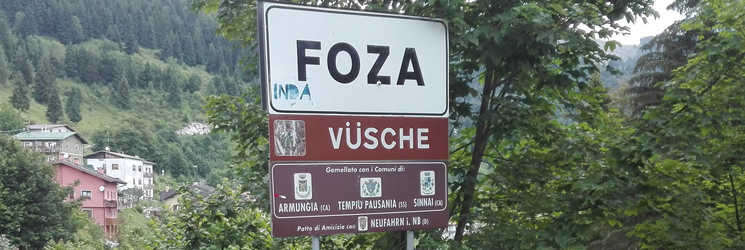 FOZA
INDA
VÜSCHE
Gemellato con i Comuni di:
ARMUNGIA (CA) TEMPIO PAUSANIA (SS) SINNAI (CA)
Patto di Amicizia con NEUFAHRN i. NB (D)